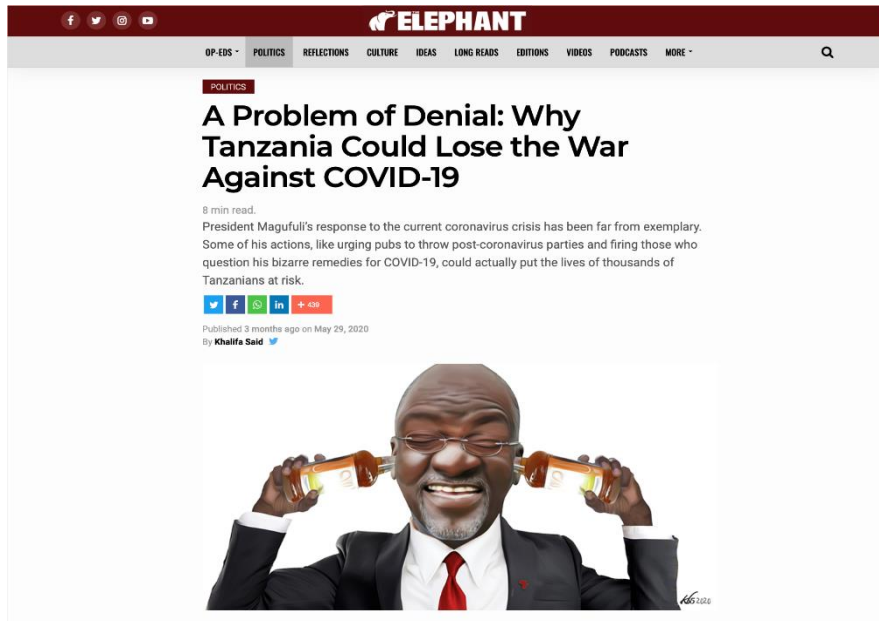 THE ELEPHANT
OP-EDS POLITICS REFLECTIONS CULTURE IDEAS LONG READS EDITIONS VIDEOS PODCASTS MORE
POLITICS
A Problem of Denial: Why
Tanzania Could Lose the War
Against COVID-19
8 min read.
President Magufuli's response to the current coronavirus crisis has been far from exemplary.
Some of his actions, like urging pubs to throw post-coronavirus parties and firing those who
question his bizarre remedies for COVID-19, could actually put the lives of thousands of
Tanzanians at risk.
+ 439
Published 3 months ago on May 29, 2020
By Khalifa Said
2020